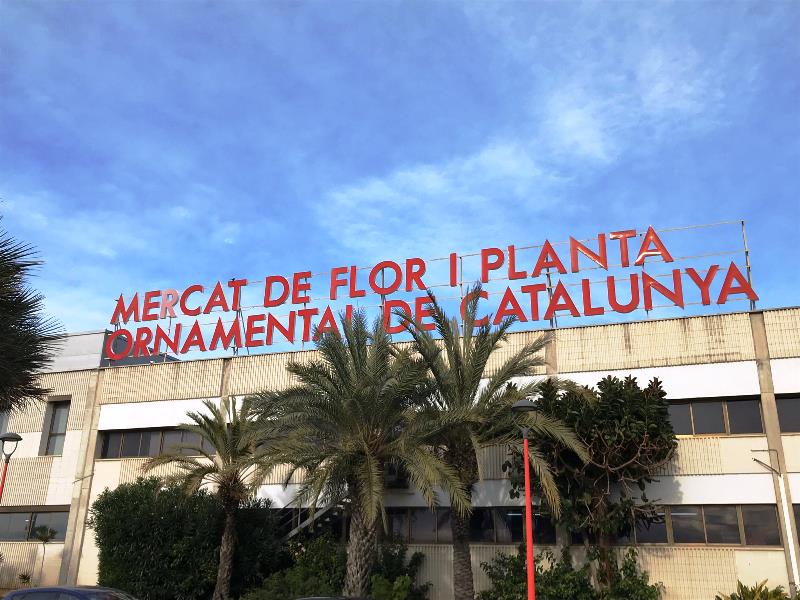 MERCAT DE FLOR I PLANTA
ORNAMENTAL DE CATALUNYA